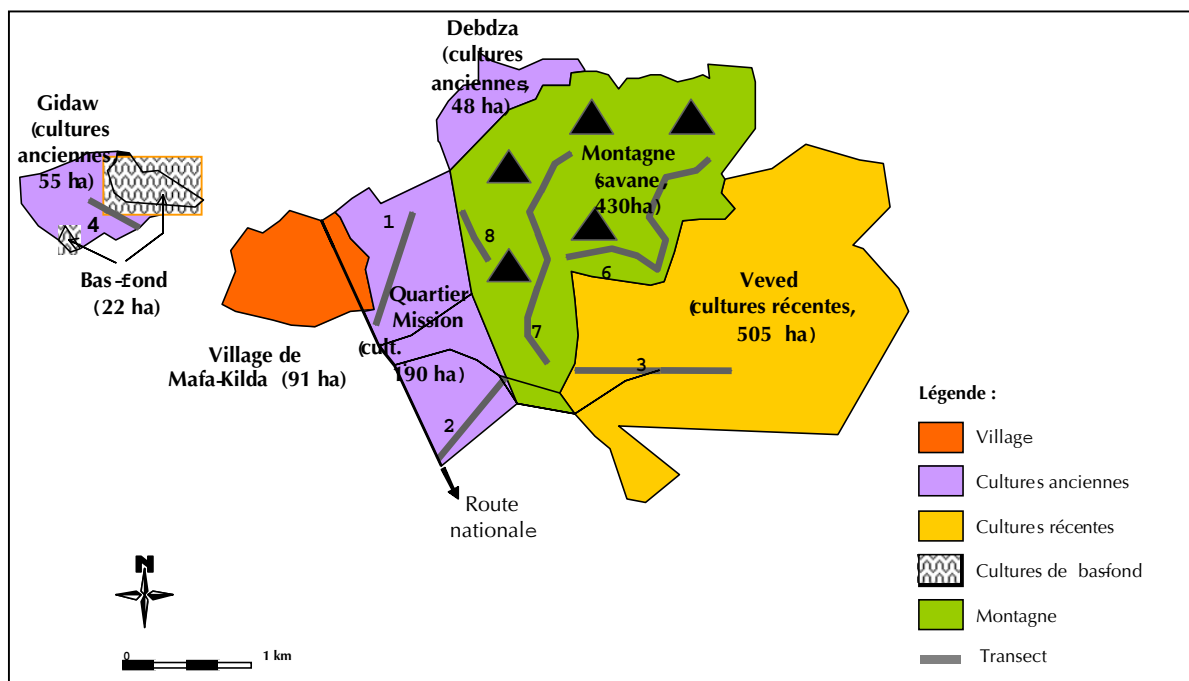 Debdza
(cultures
anciennes,
48 ha)
Gidaw
(cultures
anciennes,
55 ha)
4
Bas-fond
(22 ha)
1
8
Montagne
(savane,
430ha)
6
7
Quartier
Mission
(cult.
190 ha)
2
Village de
Mafa-Kilda (91 ha)
Veved
(cultures récentes,
505 ha)
3
Route
nationale
N
0
1 km
Légende :
Village
Cultures anciennes
Cultures récentes
Cultures de bas-fond
Montagne
Transect